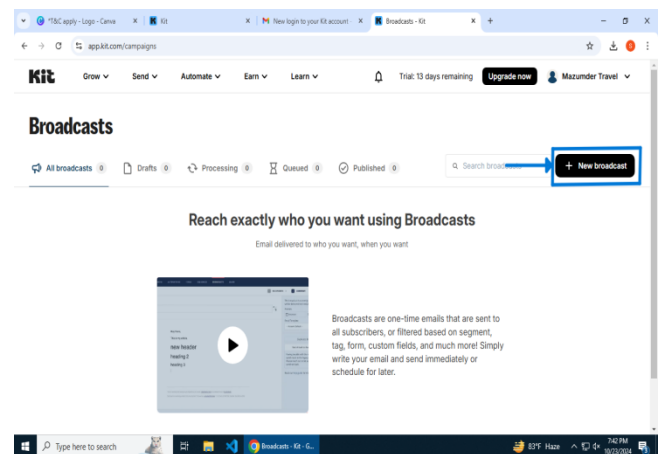 *T&C apply - Logo - Canva
Kit
New login to your Kit account -
Broadcasts - Kit
app.kit.com/campaigns
Kit
Grow
Send
Automate
Earn
Learn
Trial: 13 days remaining
Upgrade now
Mazumder Travel
Broadcasts
All broadcasts 0
Drafts 0
Processing 0
Queued 0
Published 0
Search broadcasts
+ New broadcast
Reach exactly who you want using Broadcasts
Email delivered to who you want, when you want
new header
heading 2
heading 3
Broadcasts are one-time emails that are sent to
all subscribers, or filtered based on segment,
tag, form, custom fields, and much more! Simply
write your email and send immediately or
schedule for later.
Type here to search
Broadcasts - Kit - G...
83°F Haze
7:42 PM
10/23/2024